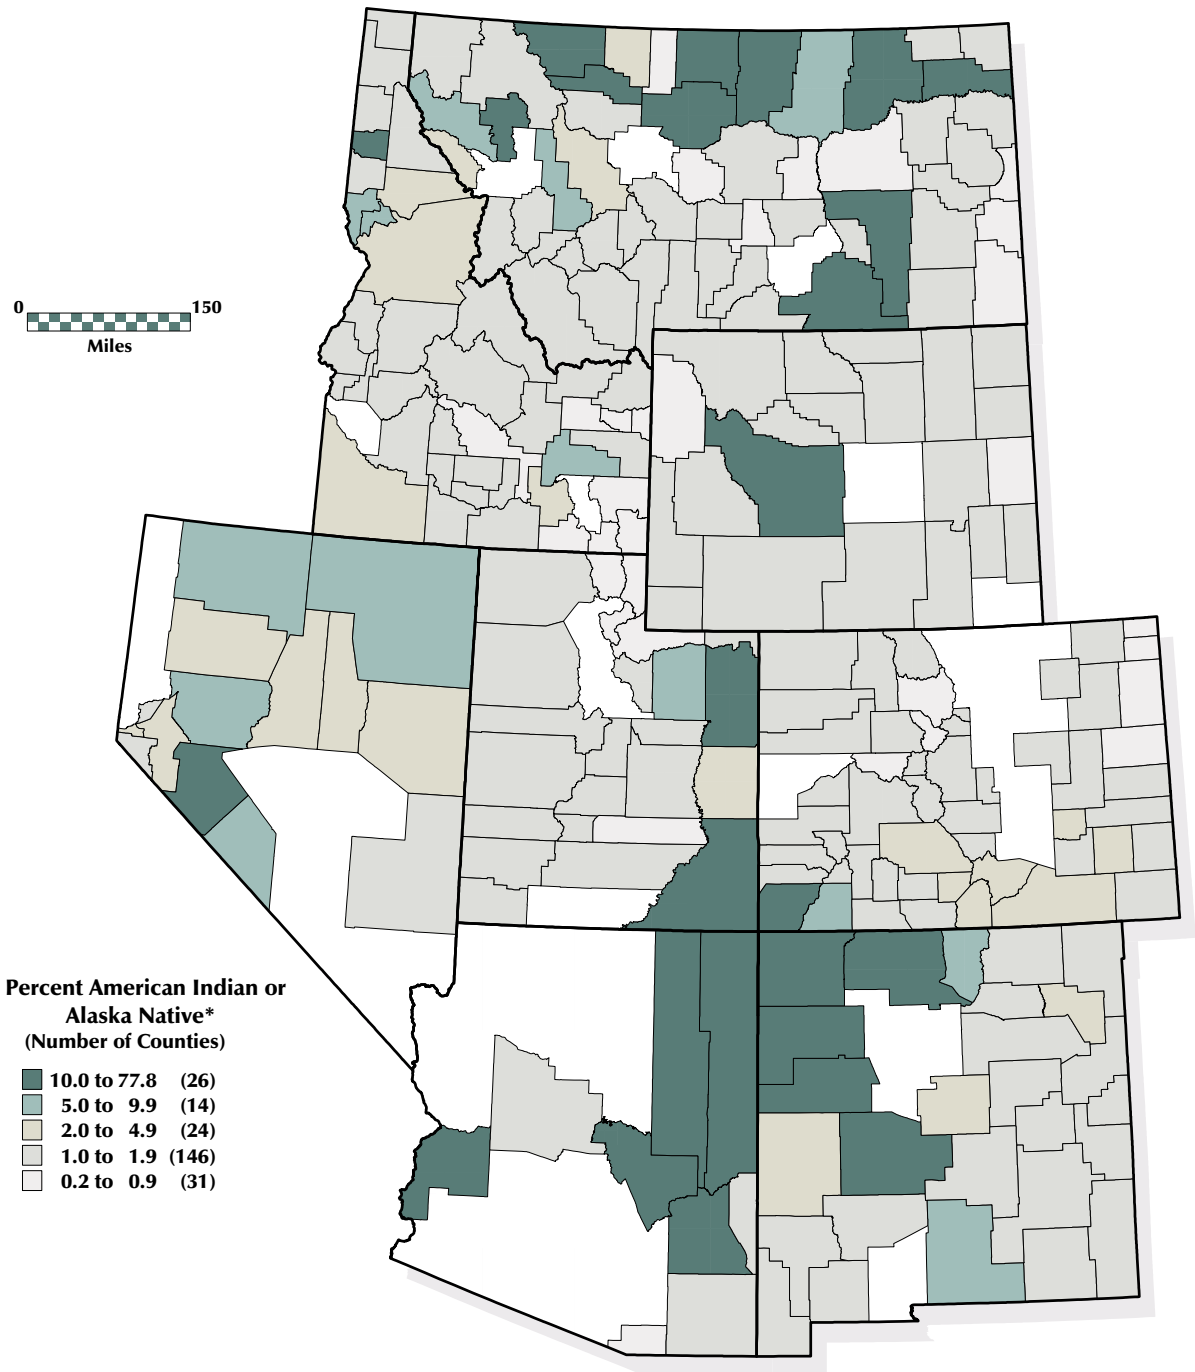 0 150
Miles
Percent American Indian or
Alaska Native*
(Number of Counties)
10.0 to 77.8 (26)
5.0 to 9.9 (14)
2.0 to 4.9 (24)
1.0 to 1.9 (146)
0.2 to 0.9 (31)